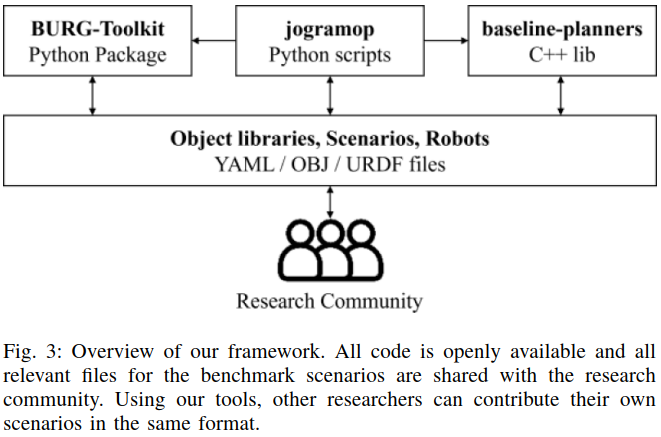 BURG-Toolkit
Python Package
jogramop
Python scripts
baseline-planners
C++ lib
Object libraries, Scenarios, Robots
YAML / OBJ / URDF files
Research Community
Fig. 3: Overview of our framework. All code is openly available and all
relevant files for the benchmark scenarios are shared with the research
community. Using our tools, other researchers can contribute their own
scenarios in the same format.